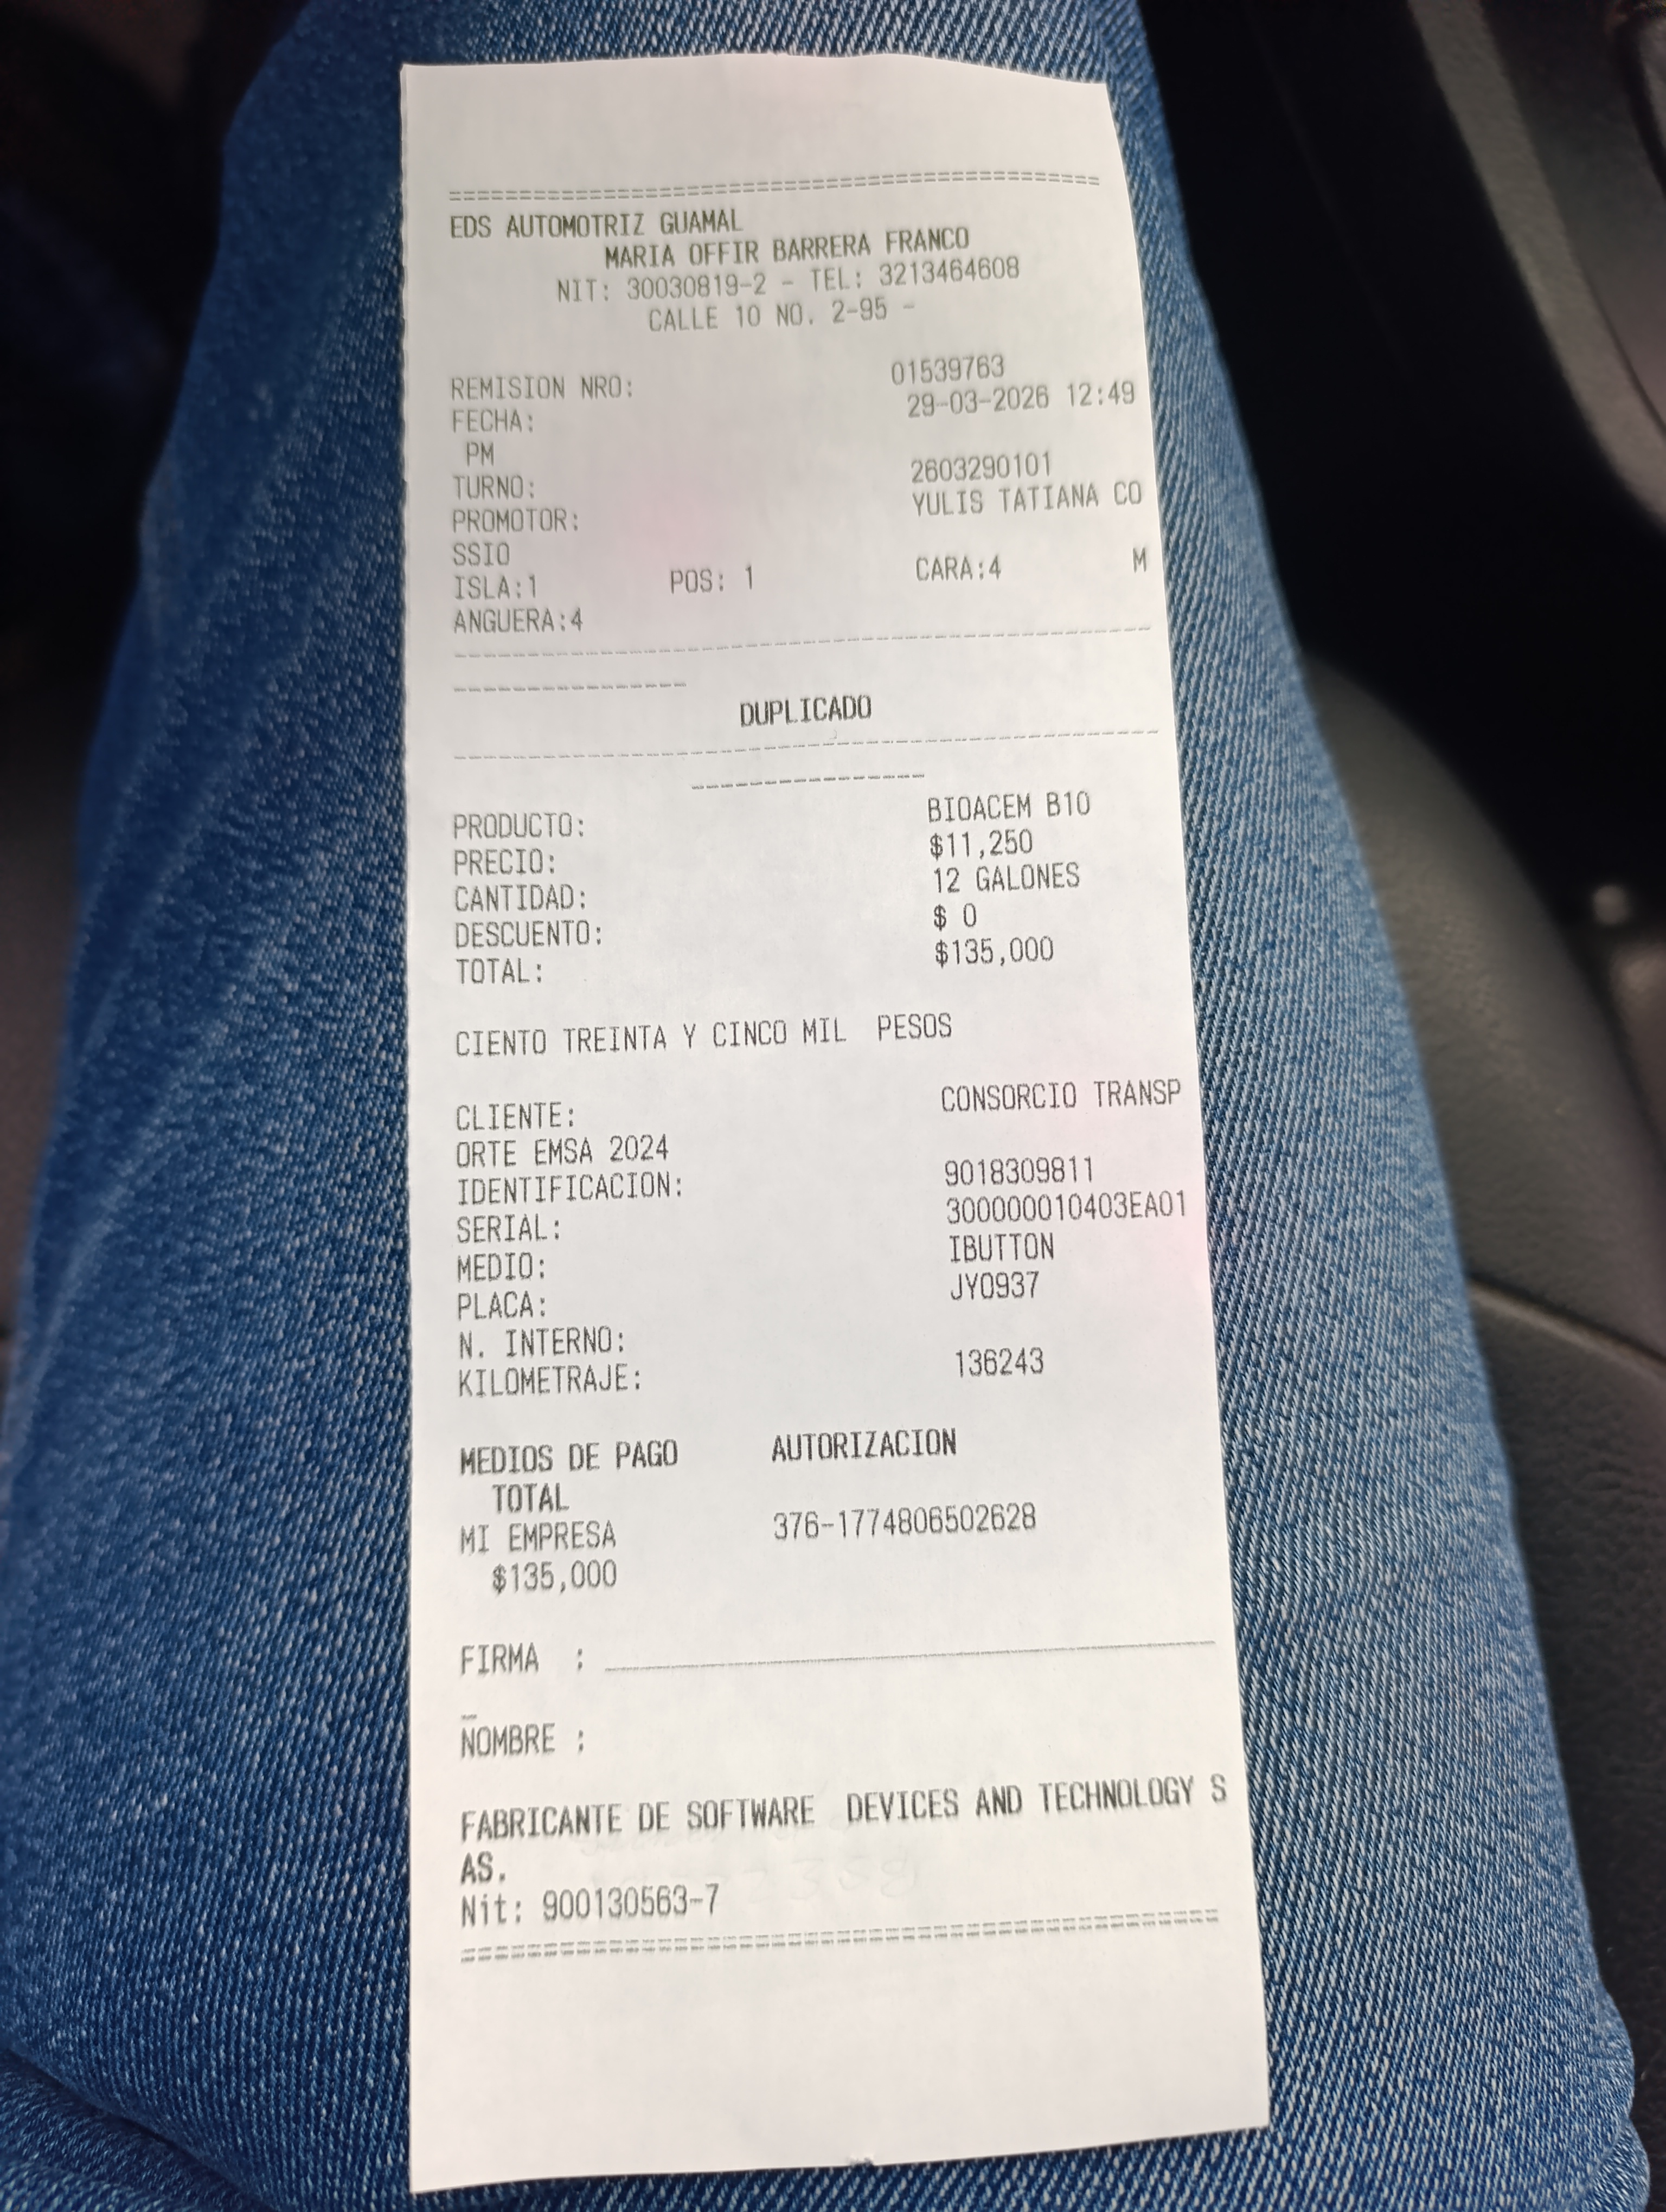 ================================================
EDS AUTOMOTRIZ GUAMAL
MARIA OFFIR BARRERA FRANCO
NIT: 30030819-2 - TEL: 3213464608
CALLE 10 NO. 2-95 -
REMISION NRO: 01539763
FECHA: 29-03-2026 12:49
PM
TURNO: 2603290101
PROMOTOR: YULIS TATIANA CO
SSIO
ISLA:1 POS: 1 CARA:4 M
ANGUERA:4
------------------------------------------------
----------------
DUPLICADO
------------------------------------------------
----------------
PRODUCTO: BIOACEM B10
PRECIO: $11,250
CANTIDAD: 12 GALONES
DESCUENTO: $ 0
TOTAL: $135,000
CIENTO TREINTA Y CINCO MIL PESOS
CLIENTE: CONSORCIO TRANSP
ORTE EMSA 2024
IDENTIFICACION: 9018309811
SERIAL: 300000010403EA01
MEDIO: IBUTTON
PLACA: JYO937
N. INTERNO:
KILOMETRAJE: 136243
MEDIOS DE PAGO AUTORIZACION
TOTAL
MI EMPRESA 376-1774806502628
$135,000
FIRMA : ______________________________________
_
NOMBRE :
FABRICANTE DE SOFTWARE DEVICES AND TECHNOLOGY S
AS.
Nit: 900130563-7
================================================